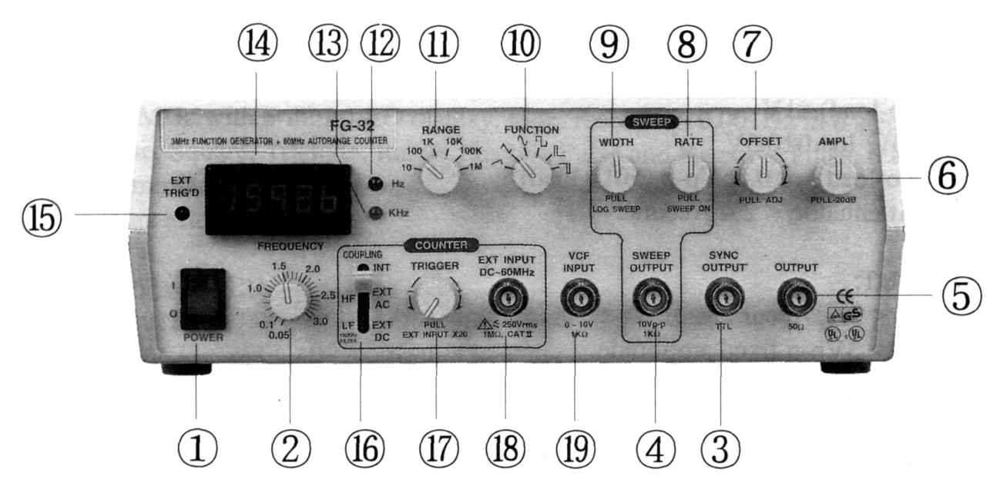 ⑭ ⑬ ⑫ ⑪ ⑩ ⑨ ⑧ ⑦
FG-32
3MHz FUNCTION GENERATOR + 60MHz AUTORANGE COUNTER
RANGE
1K 10K
100 100K
10 1M
FUNCTION
SWEEP
WIDTH RATE
PULL
LOG SWEEP
PULL
SWEEP ON
OFFSET
- +
PULL ADJ
AMPL
PULL-20dB
⑥
EXT
TRIG'D
⑮
Hz
KHz
FREQUENCY
1.5 2.0
1.0 2.5
0.1 3.0
0.05
I
O
POWER
COUNTER
COUPLING
INT
HF EXT
AC
LF EXT
DC
FILTER
TRIGGER
- +
PULL
EXT INPUT X20
EXT INPUT
DC~60MHz
≤ 250Vrms
1MΩ, CAT II
VCF
INPUT
0 ~ 10V
1KΩ
SWEEP
OUTPUT
10Vp-p
1KΩ
SYNC
OUTPUT
TTL
OUTPUT
50Ω
CE
GS
UL c UL
⑤
① ② ⑯ ⑰ ⑱ ⑲ ④ ③